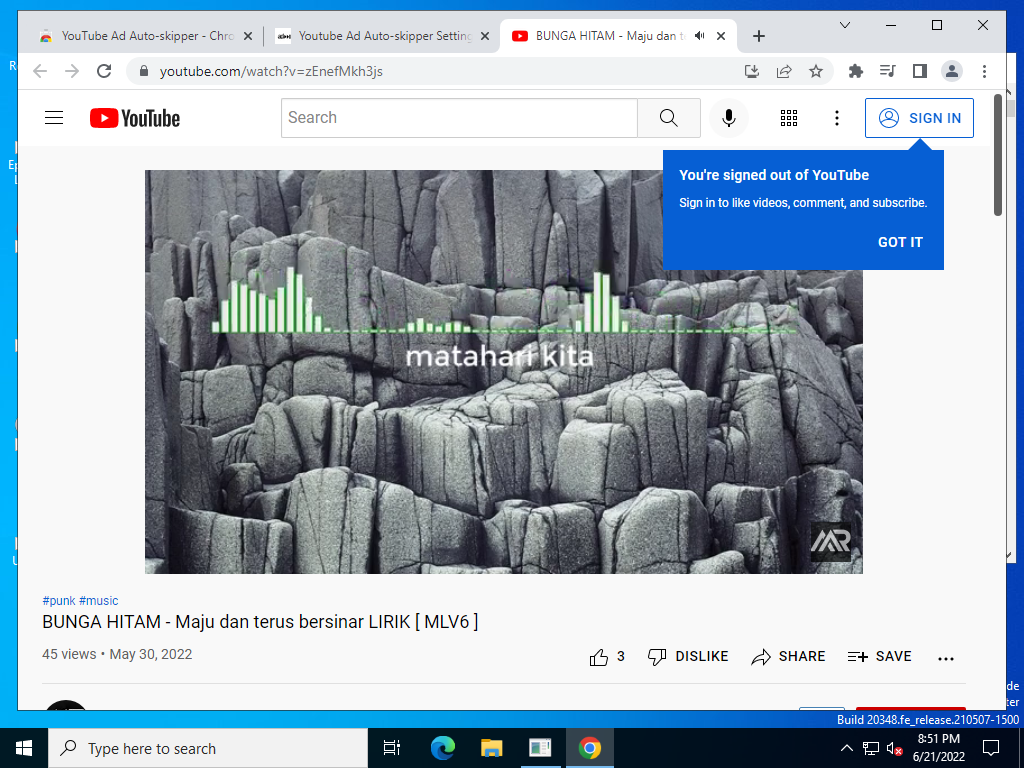 YouTube Ad Auto-skipper - Chro
Youtube Ad Auto-skipper Setting
BUNGA HITAM - Maju dan t
youtube.com/watch?v=zEnefMkh3js
YouTube
Search
SIGN IN
You're signed out of YouTube
Sign in to like videos, comment, and subscribe.
GOT IT
matahari kita
MR
#punk #music
BUNGA HITAM - Maju dan terus bersinar LIRIK [ MLV6 ]
45 views • May 30, 2022
3
DISLIKE
SHARE
SAVE
Build 20348.fe_release.210507-1500
Type here to search
8:51 PM
6/21/2022